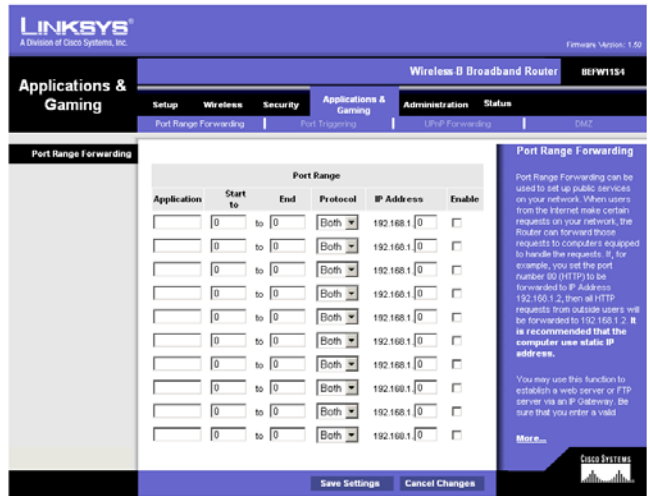 LINKSYS®
A Division of Cisco Systems, Inc.
Firmware Version: 1.50
Applications & Gaming
Wireless-B Broadband Router
BEFW11S4
Setup Wireless Security Applications & Gaming Administration Status
Port Range Forwarding Port Triggering UPnP Forwarding DMZ
Port Range Forwarding
Port Range
Application Start to End Protocol IP Address Enable
0 to 0 Both 192.168.1. 0
0 to 0 Both 192.168.1. 0
0 to 0 Both 192.168.1. 0
0 to 0 Both 192.168.1. 0
0 to 0 Both 192.168.1. 0
0 to 0 Both 192.168.1. 0
0 to 0 Both 192.168.1. 0
0 to 0 Both 192.168.1. 0
0 to 0 Both 192.168.1. 0
0 to 0 Both 192.168.1. 0
Port Range Forwarding
Port Range Forwarding can be
used to set up public services
on your network. When users
from the Internet make certain
requests on your network, the
Router can forward those
requests to computers equipped
to handle the requests. If, for
example, you set the port
number 80 (HTTP) to be
forwarded to IP Address
192.168.1.2, then all HTTP
requests from outside users will
be forwarded to 192.168.1.2. It
is recommended that the
computer use static IP
address.
You may use this function to
establish a web server or FTP
server via an IP Gateway. Be
sure that you enter a valid
More...
Save Settings Cancel Changes
CISCO SYSTEMS